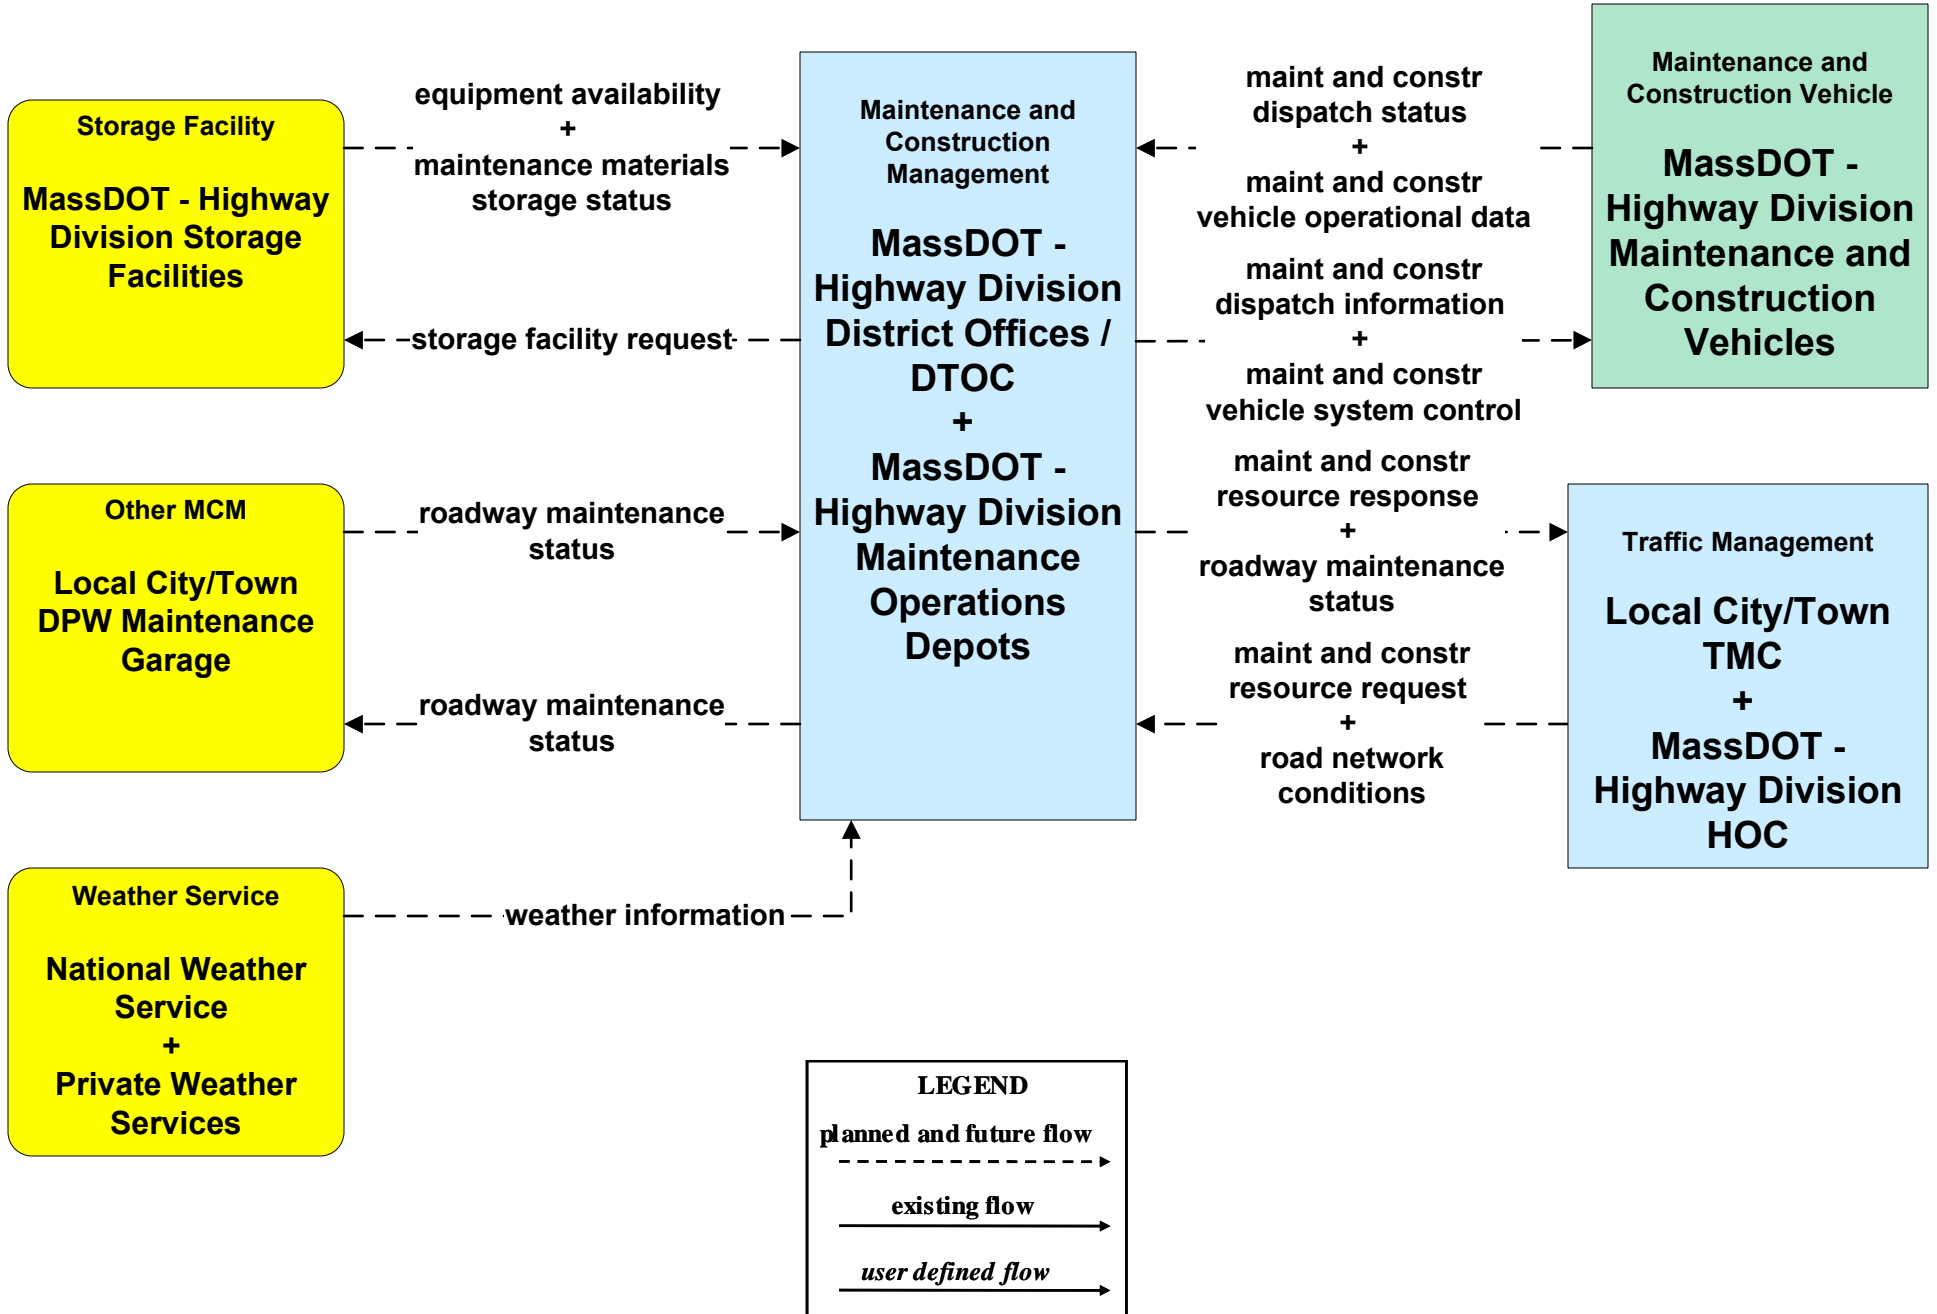 Storage Facility
MassDOT - Highway
Division Storage
Facilities
equipment availability
+
maintenance materials
storage status
storage facility request
Other MCM
Local City/Town
DPW Maintenance
Garage
roadway maintenance
status
roadway maintenance
status
Weather Service
National Weather
Service
+
Private Weather
Services
weather information
Maintenance and
Construction
Management
MassDOT -
Highway Division
District Offices /
DTOC
+
MassDOT -
Highway Division
Maintenance
Operations
Depots
maint and constr
dispatch status
+
maint and constr
vehicle operational data
maint and constr
dispatch information
+
maint and constr
vehicle system control
maint and constr
resource response
+
roadway maintenance
status
maint and constr
resource request
+
road network
conditions
Maintenance and
Construction Vehicle
MassDOT -
Highway Division
Maintenance and
Construction
Vehicles
Traffic Management
Local City/Town
TMC
+
MassDOT -
Highway Division
HOC
LEGEND
planned and future flow
existing flow
user defined flow